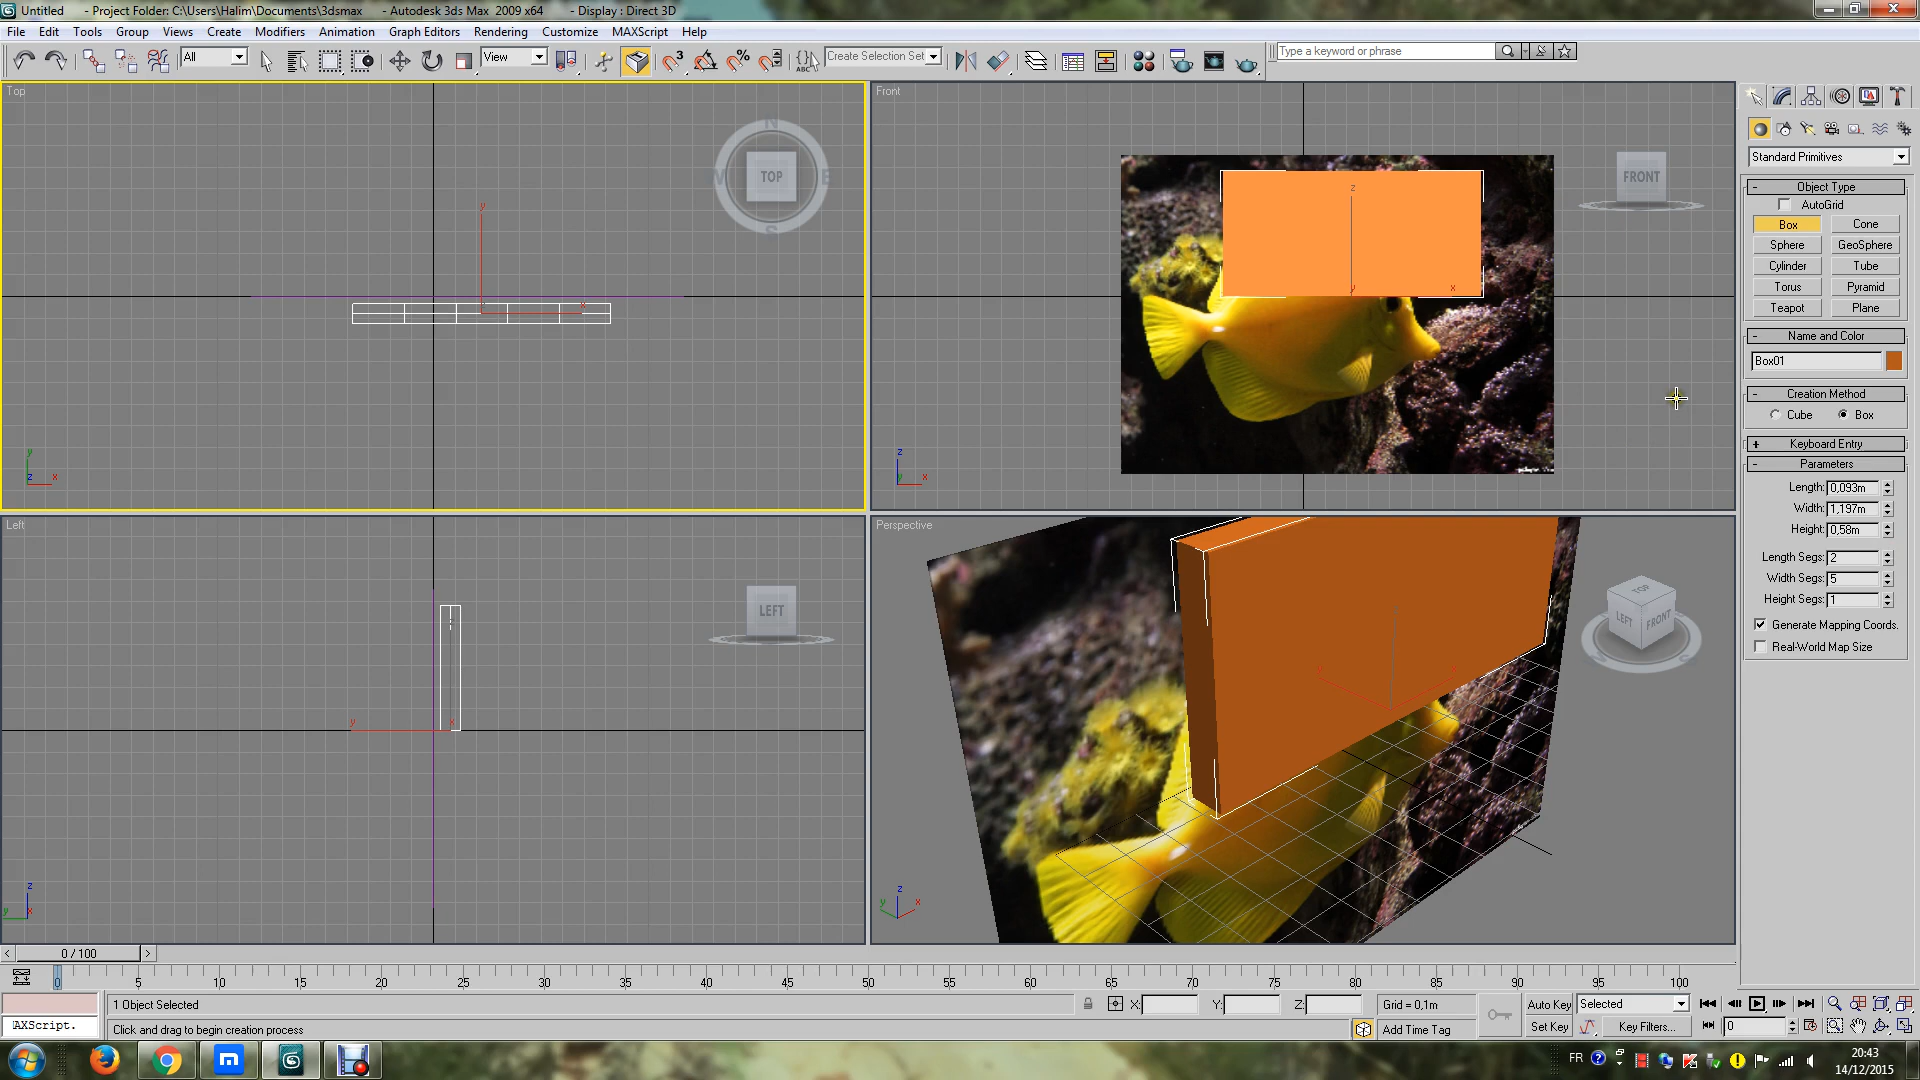 Untitled - Project Folder: C:\Users\Halim\Documents\3dsmax - Autodesk 3ds Max 2009 x64 - Display : Direct 3D
File Edit Tools Group Views Create Modifiers Animation Graph Editors Rendering Customize MAXScript Help
All View Create Selection Set Type a keyword or phrase
Top
N
TOP
W E
S
y
x
y
z x
Front
FRONT
z
y x
z
y x
Standard Primitives
- Object Type
AutoGrid
Box Cone
Sphere GeoSphere
Cylinder Tube
Torus Pyramid
Teapot Plane
- Name and Color
Box01
- Creation Method
Cube Box
+ Keyboard Entry
- Parameters
Length: 0,093m
Width: 1,197m
Height: 0,58m
Length Segs: 2
Width Segs: 5
Height Segs: 1
Generate Mapping Coords.
Real-World Map Size
Left
LEFT
y x
z
y x
Perspective
TOP
LEFT FRONT
z
y x
< 0 / 100 >
0 5 10 15 20 25 30 35 40 45 50 55 60 65 70 75 80 85 90 95 100
1 Object Selected X: Y: Z: Grid = 0,1m Auto Key Selected
AXScript. Click and drag to begin creation process Add Time Tag Set Key Key Filters... 0
FR 20:43
14/12/2015